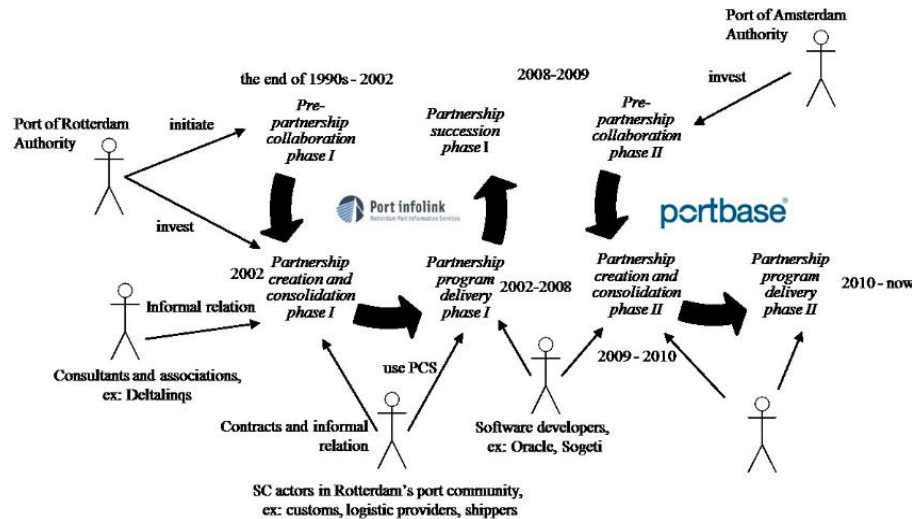 Port of Amsterdam
Authority
the end of 1990s - 2002
2008-2009
invest
Port of Rotterdam
Authority
initiate
Pre-
partnership
collaboration
phase I
Partnership
succession
phase I
Pre-
partnership
collaboration
phase II
Port infolink
Rotterdam Port Information Services
portbase®
invest
2002
Partnership
creation and
consolidation
phase I
Partnership
program
delivery
phase I
2002-2008
Partnership
creation and
consolidation
phase II
Partnership
program
delivery
phase II
2010 - now
Informal relation
Consultants and associations,
ex: Deltalinqs
use PCS
2009 - 2010
Contracts and informal
relation
Software developers,
ex: Oracle, Sogeti
SC actors in Rotterdam's port community,
ex: customs, logistic providers, shippers